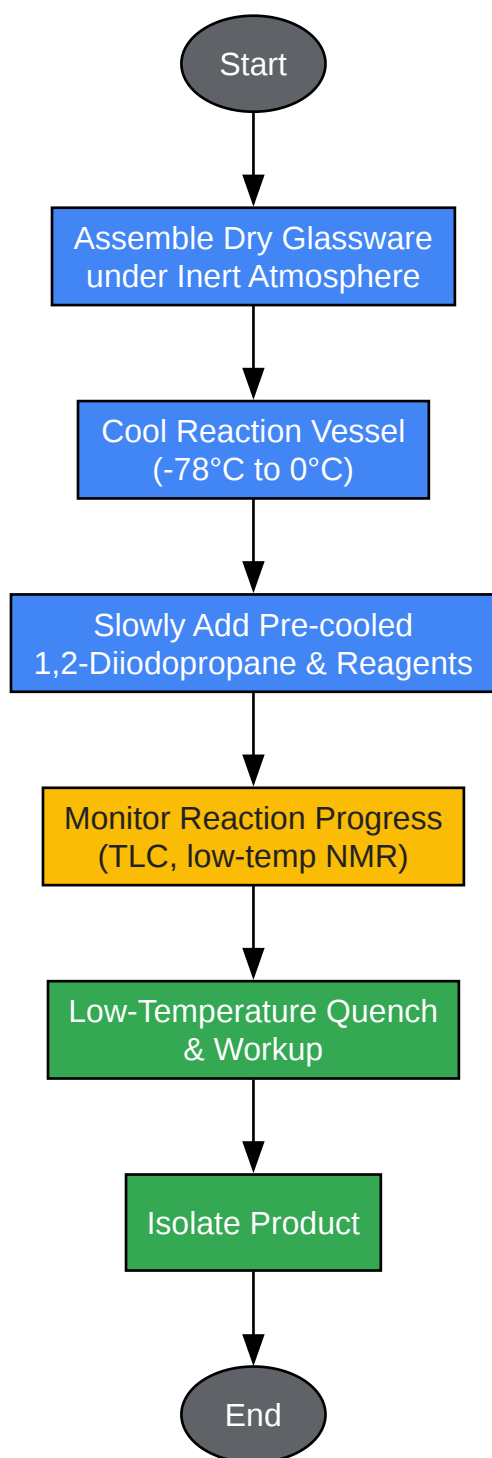 Start
Assemble Dry Glassware
under Inert Atmosphere
Cool Reaction Vessel
(-78°C to 0°C)
Slowly Add Pre-cooled
1,2-Diiodopropane & Reagents
Monitor Reaction Progress
(TLC, low-temp NMR)
Low-Temperature Quench
& Workup
Isolate Product
End